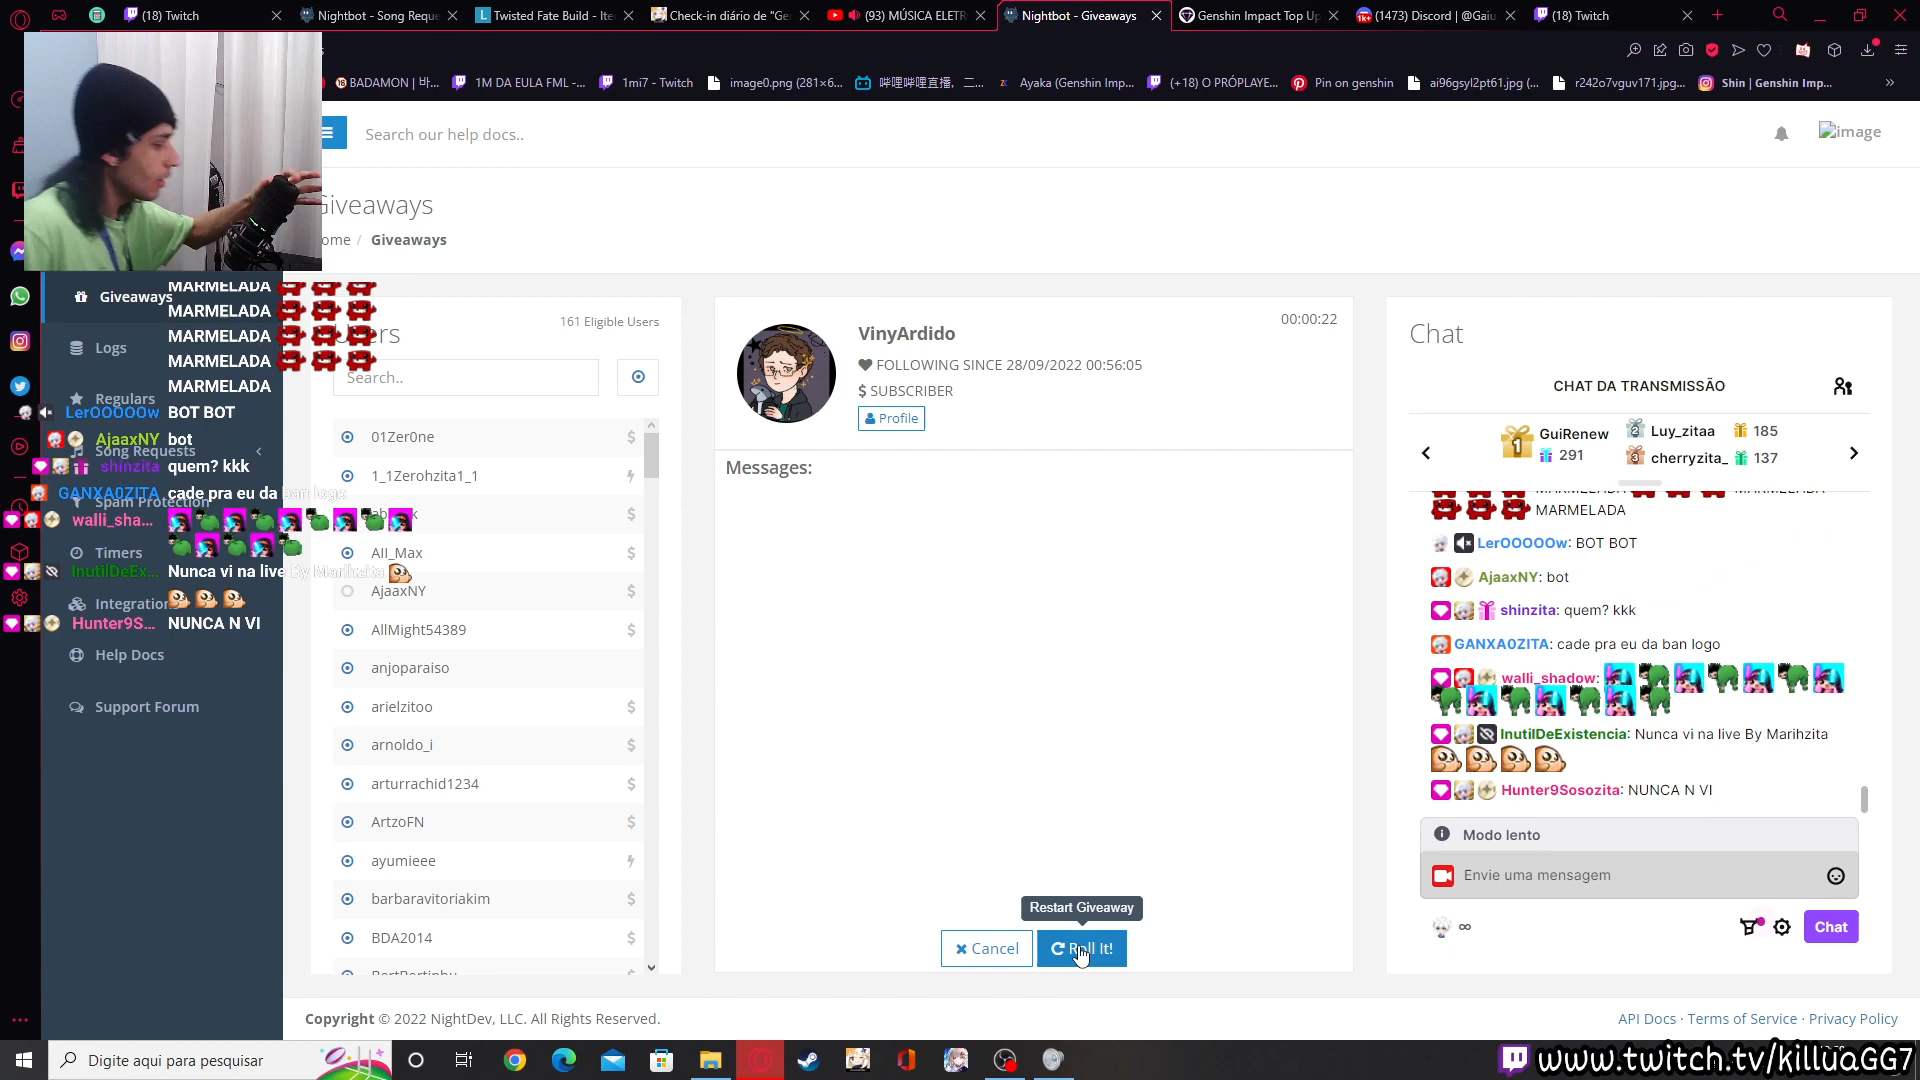 (18) Twitch
Nightbot - Song Reque
Twisted Fate Build - Ite
Check-in diário de "Ge
(93) MÚSICA ELETR
Nightbot - Giveaways
Genshin Impact Top Up
(1473) Discord | @Gaiu
(18) Twitch
BADAMON | 바...
1M DA EULA FML -...
1mi7 - Twitch
image0.png (281×6...
哔哩哔哩直播，二...
Ayaka (Genshin Imp...
(+18) O PRÓPLAYE...
Pin on genshin
ai96gsyl2pt61.jpg (...
r242o7vguv171.jpg...
Shin | Genshin Imp...
Search our help docs..
image
Giveaways
ome / Giveaways
Giveaways
Logs
Regulars
Song Requests
Spam Protection
Timers
Integration
Help Docs
Support Forum
MARMELADA
MARMELADA
MARMELADA
MARMELADA
MARMELADA
LerOOOOOw BOT BOT
AjaaxNY bot
shinzita quem? kkk
GANXA0ZITA cade pra eu da ban logo
walli_sha...
InutilDeEx... Nunca vi na live By Marihzita
Hunter9S... NUNCA N VI
Users
161 Eligible Users
Search..
01Zer0ne $
1_1Zerohzita1_1
$
All_Max $
AjaaxNY $
AllMight54389 $
anjoparaiso
arielzitoo $
arnoldo_i $
arturrachid1234 $
ArtzoFN $
ayumieee
barbaravitoriakim $
BDA2014 $
VinyArdido
00:00:22
FOLLOWING SINCE 28/09/2022 00:56:05
$ SUBSCRIBER
Profile
Messages:
Restart Giveaway
Cancel
Roll It!
Chat
CHAT DA TRANSMISSÃO
1 GuiRenew 291
2 Luy_zitaa 185
3 cherryzita_ 137
MARMELADA MARMELADA
MARMELADA
LerOOOOOw: BOT BOT
AjaaxNY: bot
shinzita: quem? kkk
GANXA0ZITA: cade pra eu da ban logo
walli_shadow:
InutilDeExistencia: Nunca vi na live By Marihzita
Hunter9Sosozita: NUNCA N VI
Modo lento
Envie uma mensagem
∞
Chat
Copyright © 2022 NightDev, LLC. All Rights Reserved.
API Docs · Terms of Service · Privacy Policy
Digite aqui para pesquisar
www.twitch.tv/killuaGG7